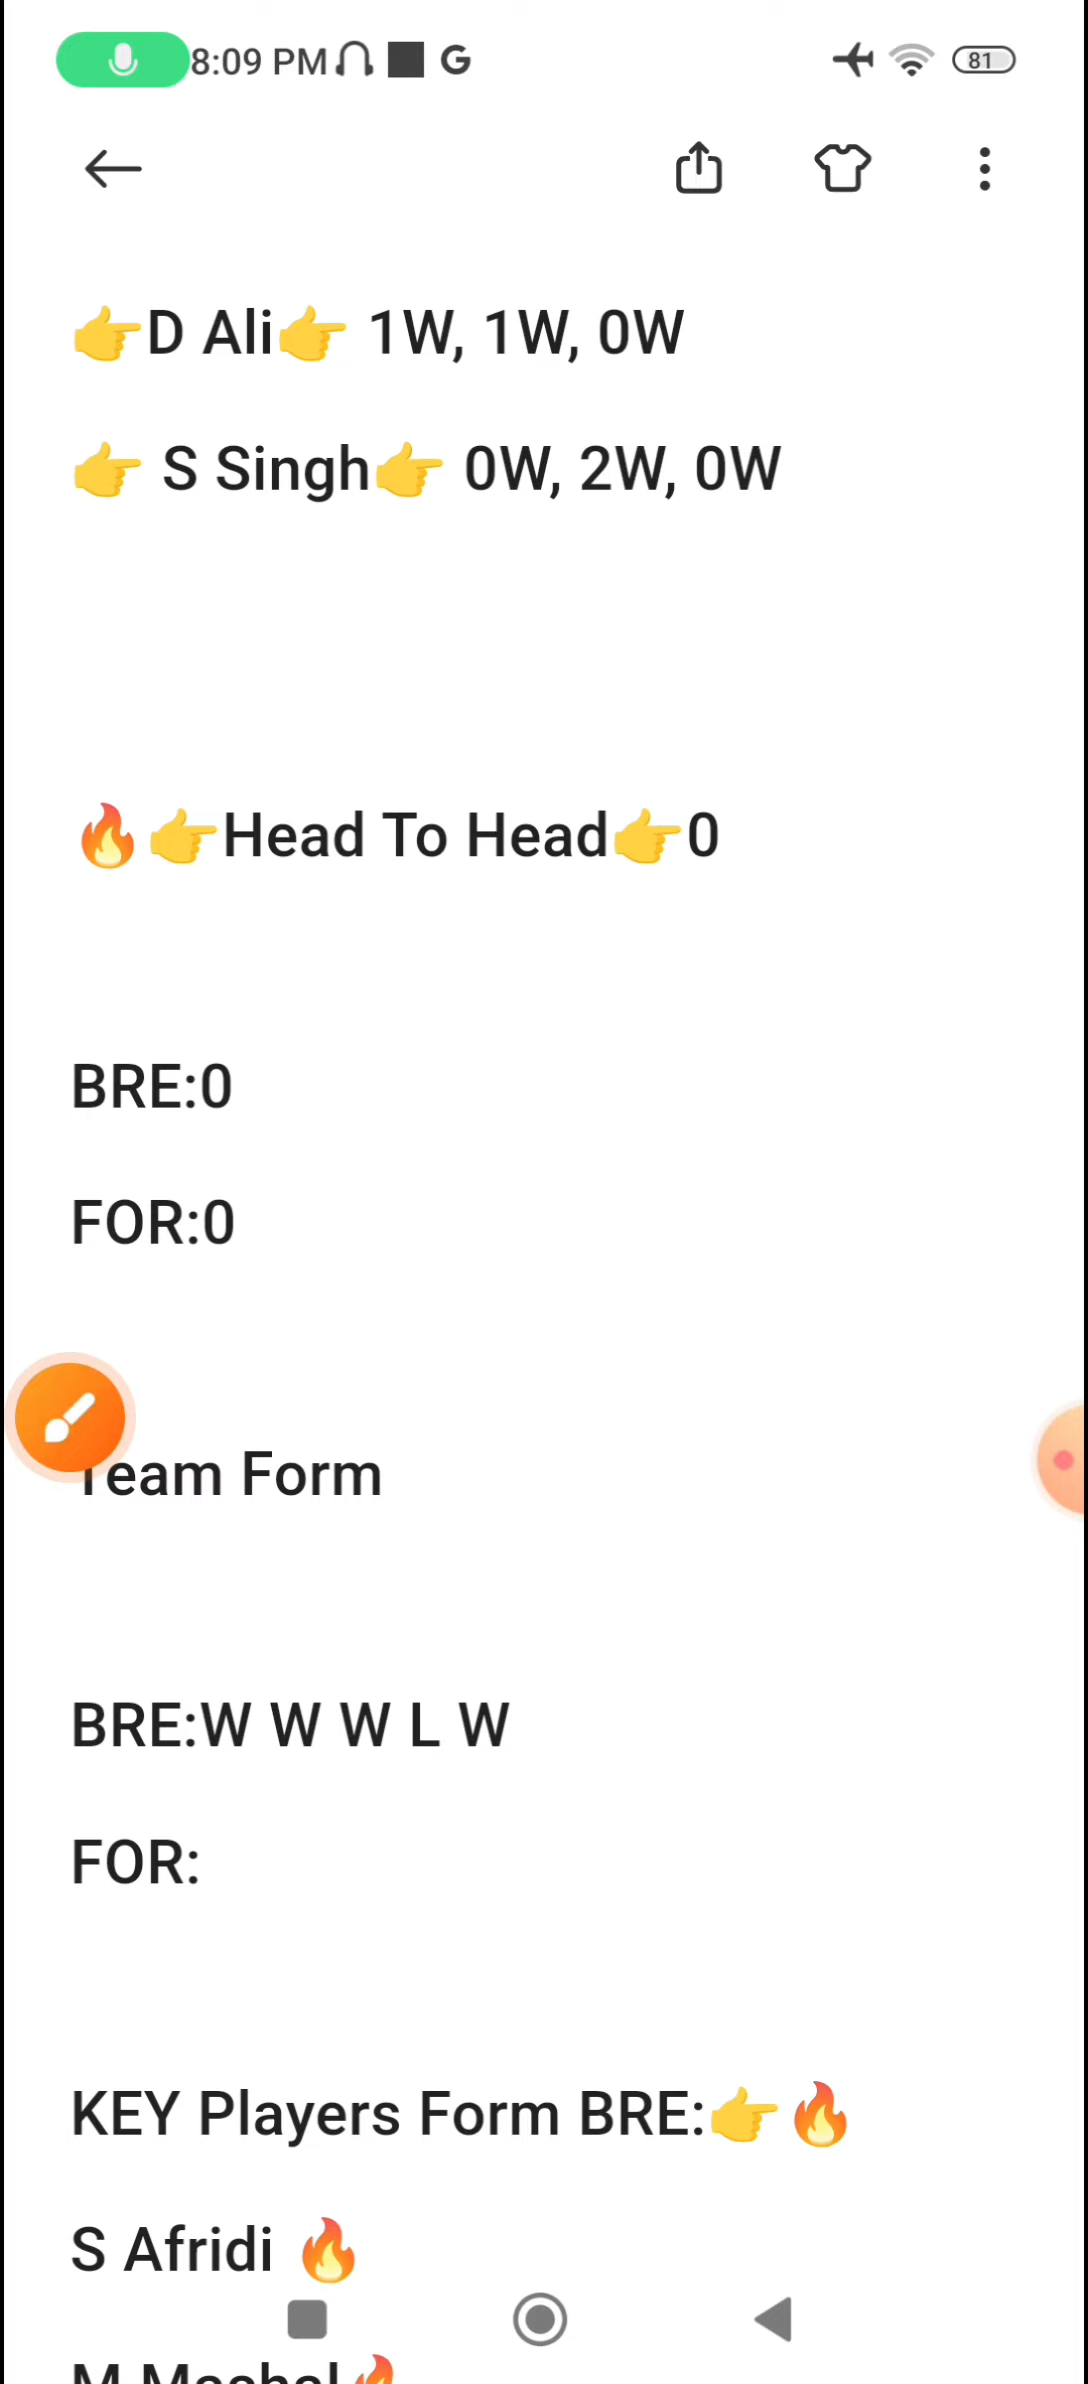 8:09 PM G 81
👉D Ali👉 1W, 1W, 0W
👉 S Singh👉 0W, 2W, 0W
🔥👉Head To Head👉0
BRE:0
FOR:0
Team Form
BRE:W W W L W
FOR:
KEY Players Form BRE:👉🔥
S Afridi 🔥
M